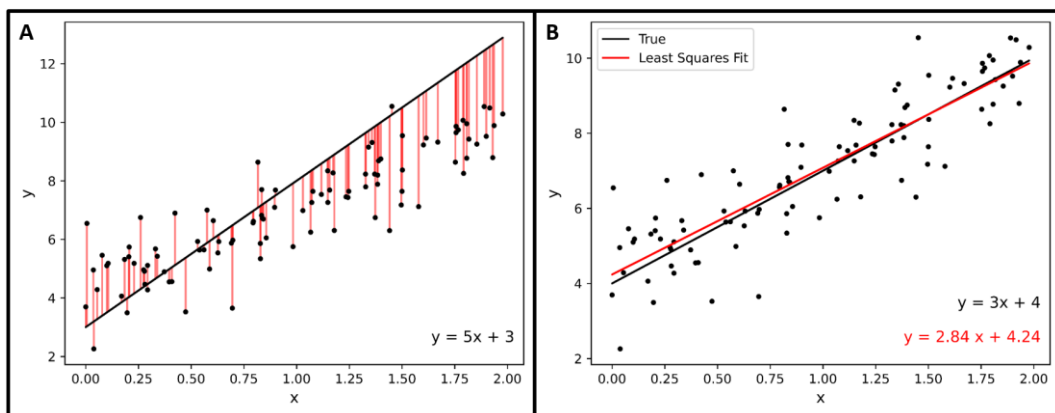 A
y
12
10
8
6
4
2
0.00 0.25 0.50 0.75 1.00 1.25 1.50 1.75 2.00
x
y = 5x + 3
B
True
Least Squares Fit
y
10
8
6
4
2
0.00 0.25 0.50 0.75 1.00 1.25 1.50 1.75 2.00
x
y = 3x + 4
y = 2.84 x + 4.24